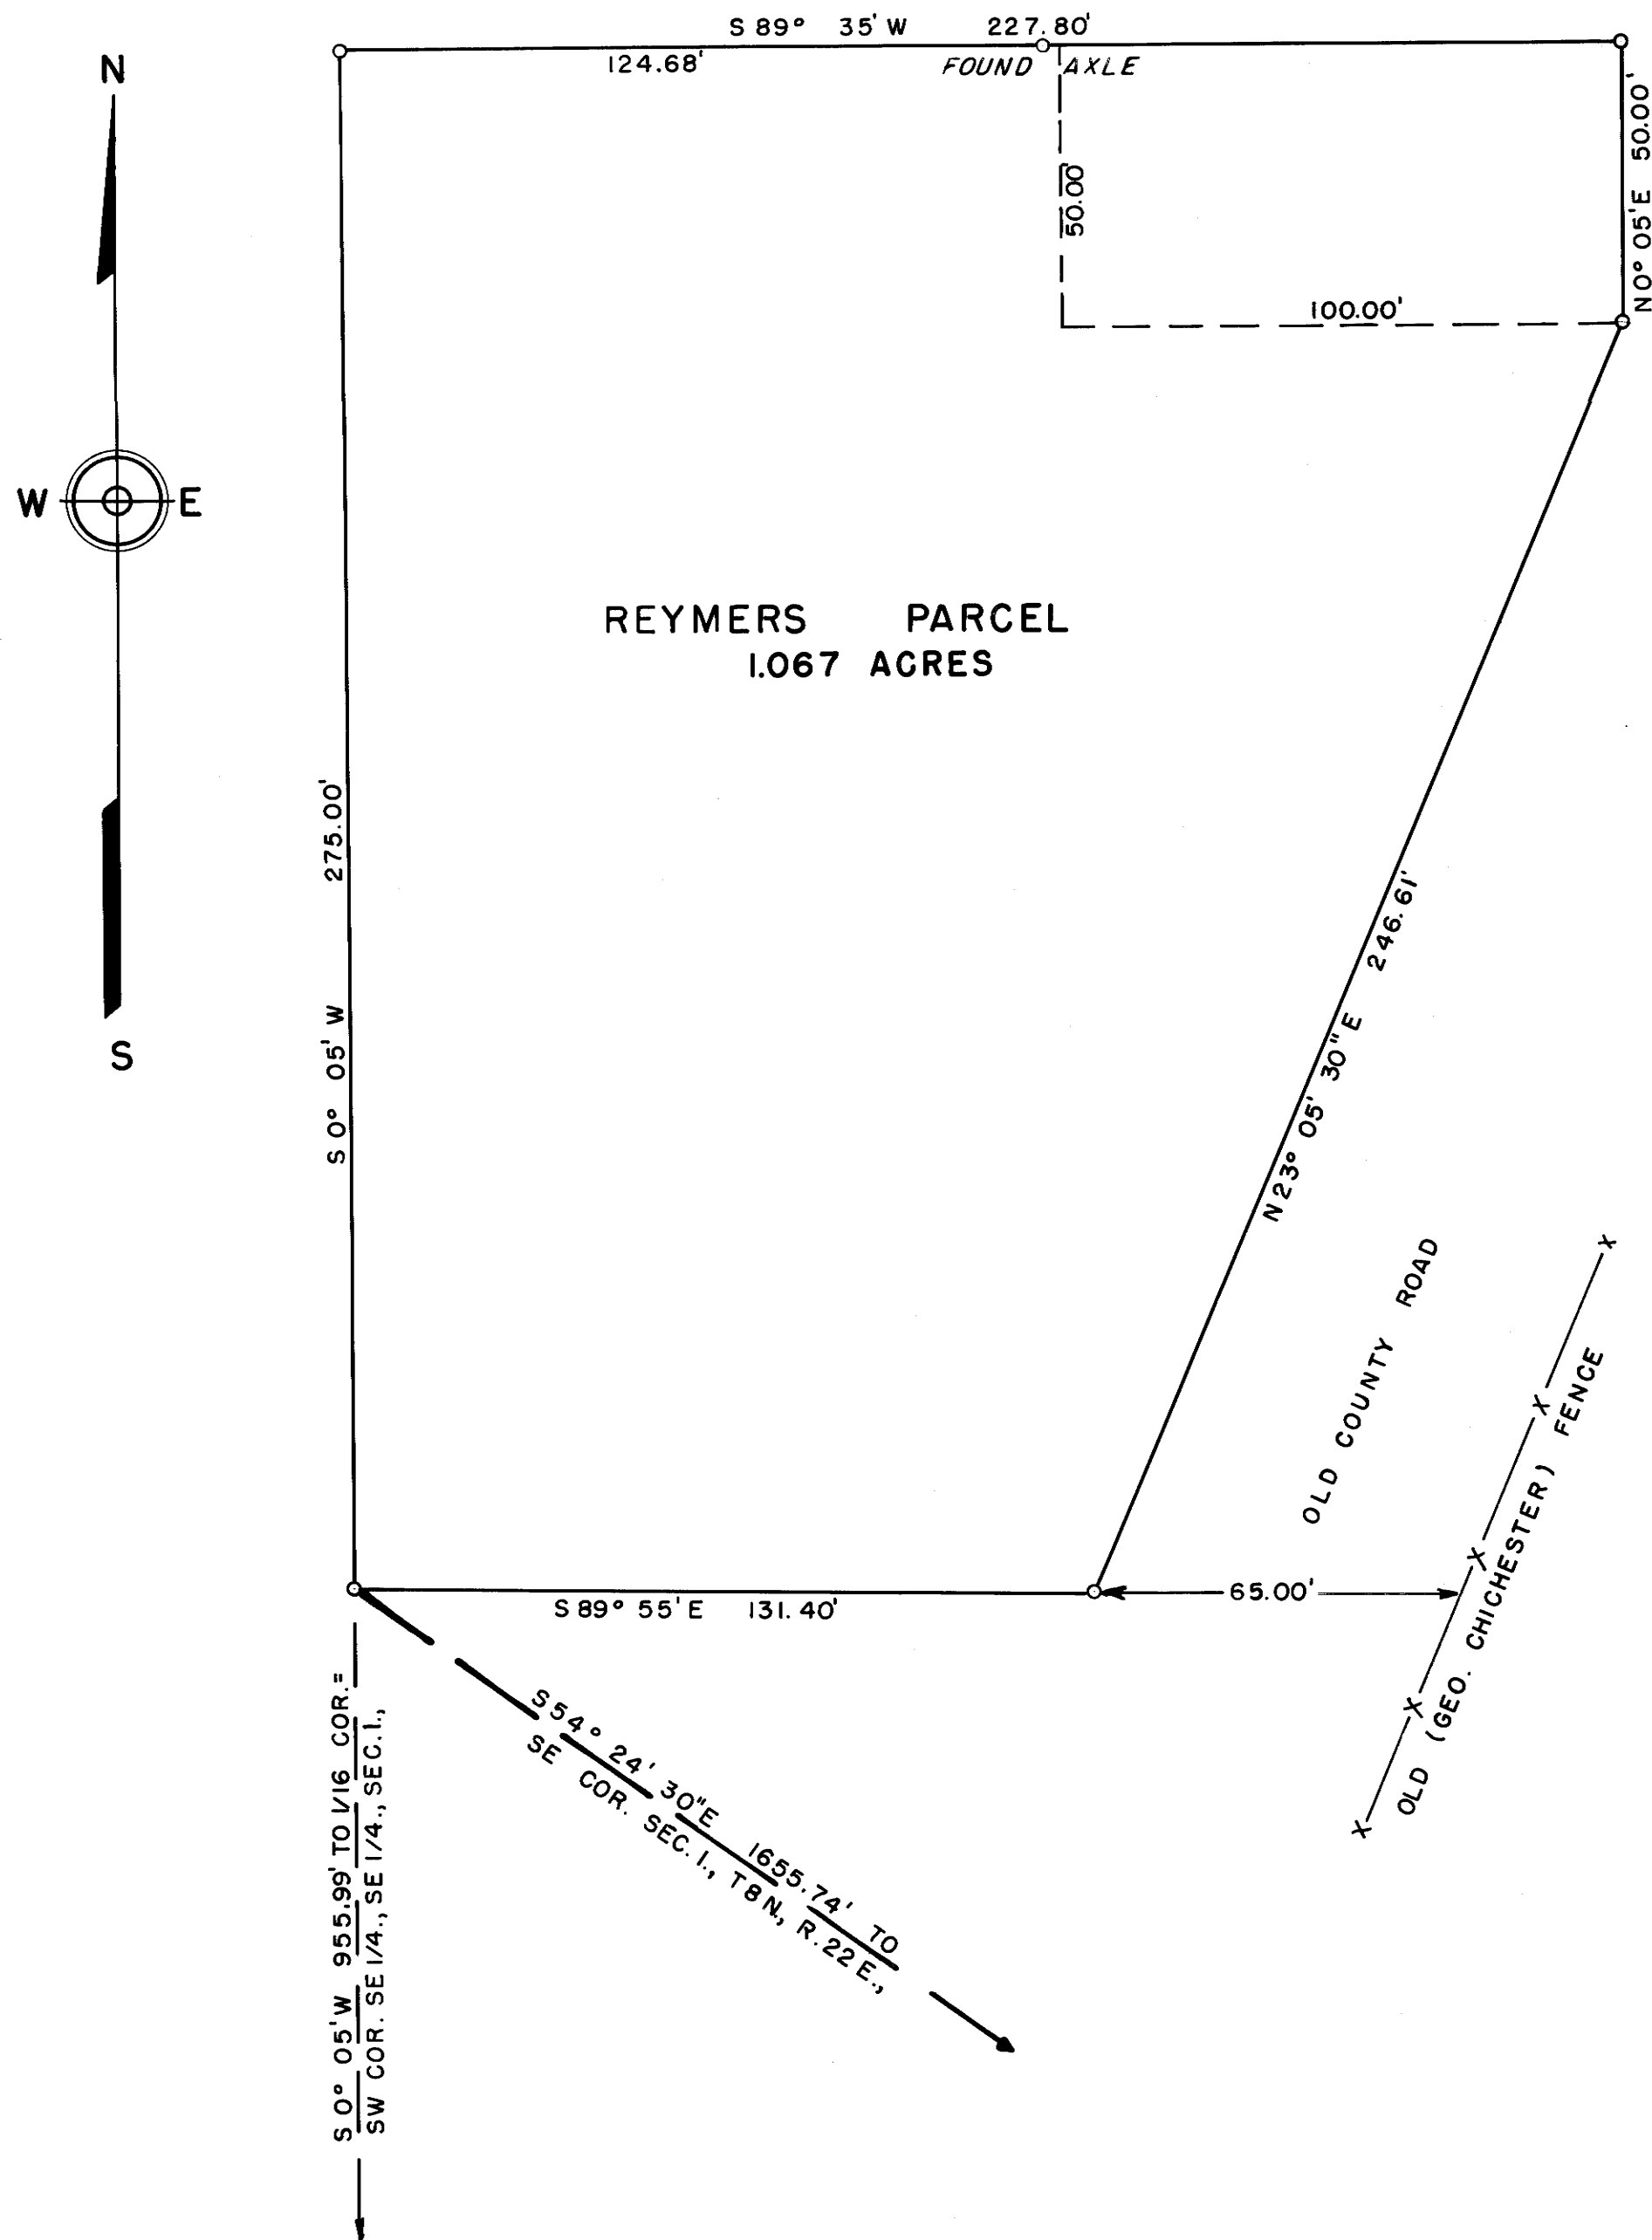 S 89° 35' W 227.80'
124.68'
FOUND AXLE
N
W
E
S
50.00'
100.00'
N 0° 05' E 50.00'
REYMERS PARCEL
1.067 ACRES
S 0° 05' W 275.00'
N 23° 05' 30" E 246.61'
OLD COUNTY ROAD
OLD (GEO. CHICHESTER) FENCE
65.00'
S 89° 55' E 131.40'
S 54° 24' 30" E 1655.74' TO
SE COR. SEC. 1., T8N., R. 22 E.,
S 0° 05' W 955.99' TO 1/16 COR.=
SW COR. SE 1/4., SE 1/4., SEC. 1.,